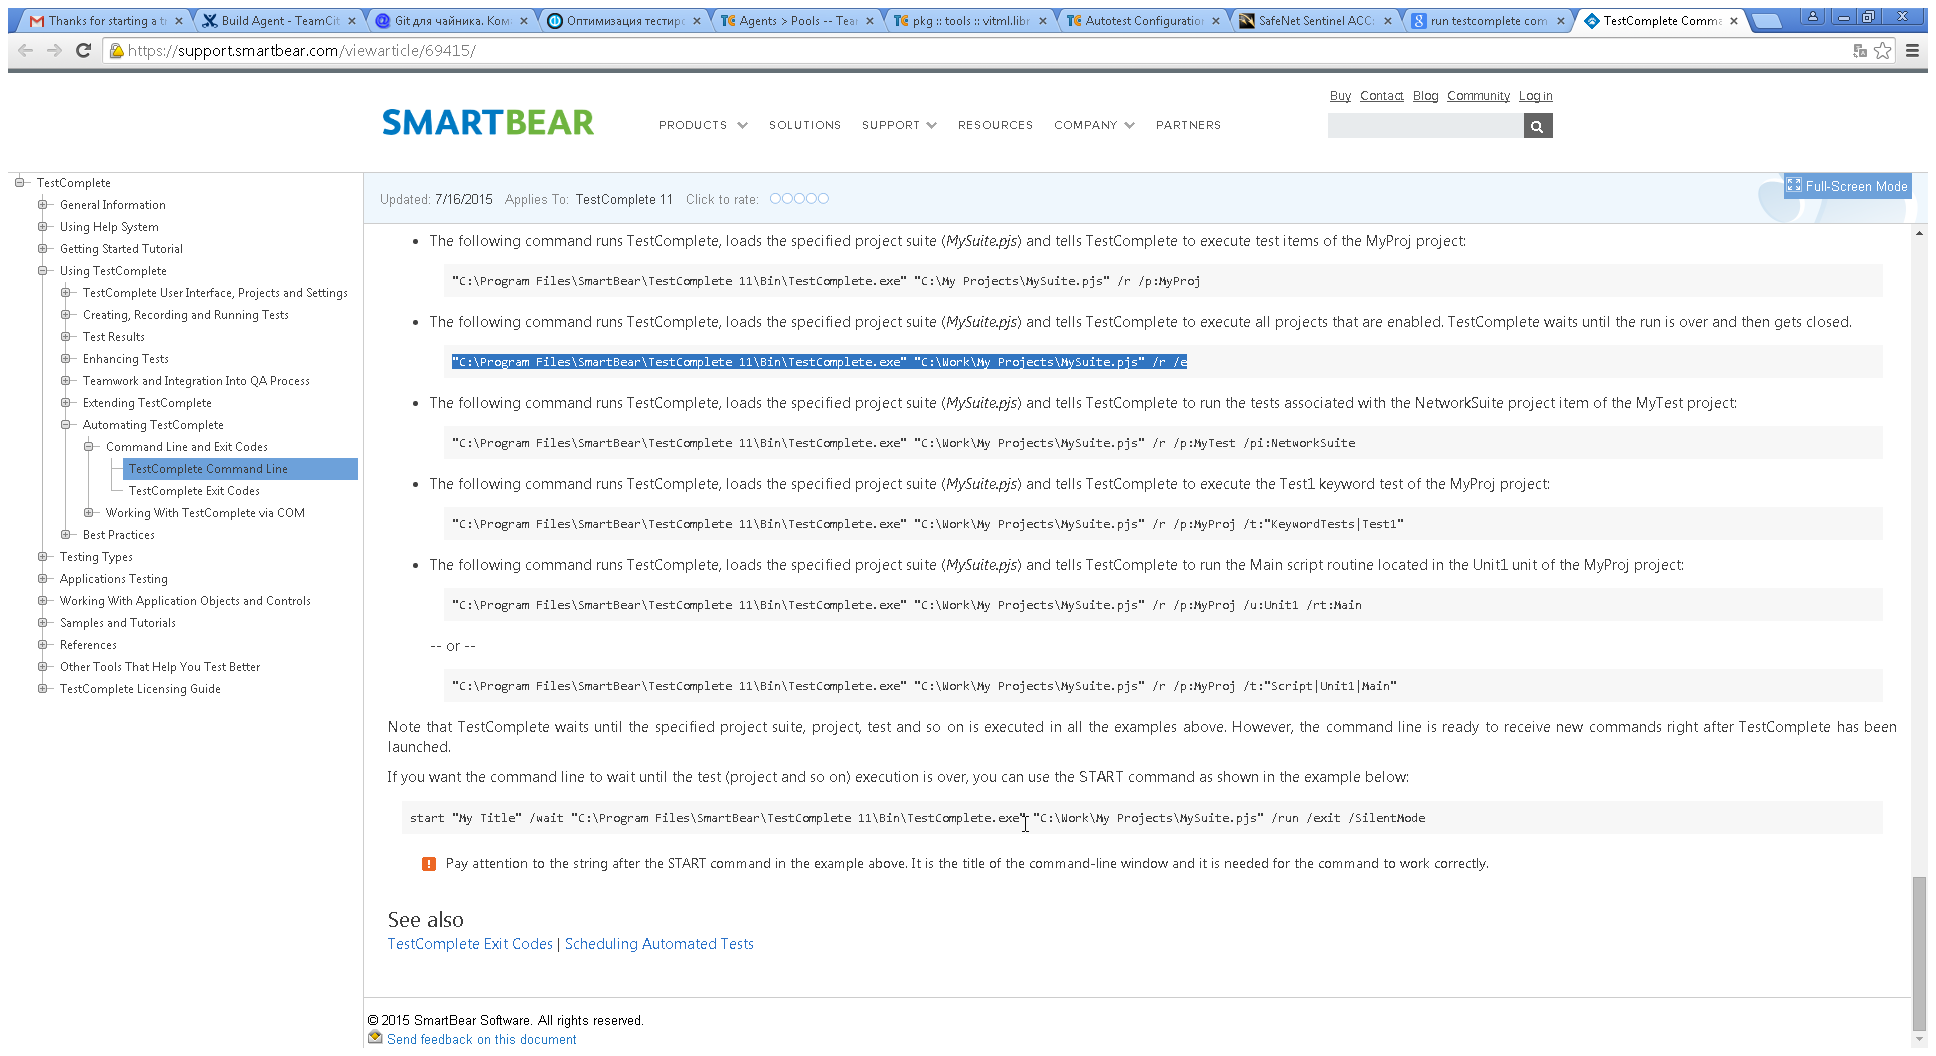 Thanks for starting a tr
Build Agent - TeamCit
Git для чайника. Ком
Оптимизация тестирс
Agents > Pools -- Tea
pkg :: tools :: vitml.libr
Autotest Configuration
SafeNet Sentinel ACC:
run testcomplete com
TestComplete Comma
https://support.smartbear.com/viewarticle/69415/
Buy Contact Blog Community Log in
SMARTBEAR
PRODUCTS SOLUTIONS SUPPORT RESOURCES COMPANY PARTNERS
TestComplete
General Information
Using Help System
Getting Started Tutorial
Using TestComplete
TestComplete User Interface, Projects and Settings
Creating, Recording and Running Tests
Test Results
Enhancing Tests
Teamwork and Integration Into QA Process
Extending TestComplete
Automating TestComplete
Command Line and Exit Codes
TestComplete Command Line
TestComplete Exit Codes
Working With TestComplete via COM
Best Practices
Testing Types
Applications Testing
Working With Application Objects and Controls
Samples and Tutorials
References
Other Tools That Help You Test Better
TestComplete Licensing Guide
Updated: 7/16/2015 Applies To: TestComplete 11 Click to rate:
Full-Screen Mode
• The following command runs TestComplete, loads the specified project suite (MySuite.pjs) and tells TestComplete to execute test items of the MyProj project:
"C:\Program Files\SmartBear\TestComplete 11\Bin\TestComplete.exe" "C:\My Projects\MySuite.pjs" /r /p:MyProj
• The following command runs TestComplete, loads the specified project suite (MySuite.pjs) and tells TestComplete to execute all projects that are enabled. TestComplete waits until the run is over and then gets closed.
"C:\Program Files\SmartBear\TestComplete 11\Bin\TestComplete.exe" "C:\Work\My Projects\MySuite.pjs" /r /e
• The following command runs TestComplete, loads the specified project suite (MySuite.pjs) and tells TestComplete to run the tests associated with the NetworkSuite project item of the MyTest project:
"C:\Program Files\SmartBear\TestComplete 11\Bin\TestComplete.exe" "C:\Work\My Projects\MySuite.pjs" /r /p:MyTest /pi:NetworkSuite
• The following command runs TestComplete, loads the specified project suite (MySuite.pjs) and tells TestComplete to execute the Test1 keyword test of the MyProj project:
"C:\Program Files\SmartBear\TestComplete 11\Bin\TestComplete.exe" "C:\Work\My Projects\MySuite.pjs" /r /p:MyProj /t:"KeywordTests|Test1"
• The following command runs TestComplete, loads the specified project suite (MySuite.pjs) and tells TestComplete to run the Main script routine located in the Unit1 unit of the MyProj project:
"C:\Program Files\SmartBear\TestComplete 11\Bin\TestComplete.exe" "C:\Work\My Projects\MySuite.pjs" /r /p:MyProj /u:Unit1 /rt:Main
-- or --
"C:\Program Files\SmartBear\TestComplete 11\Bin\TestComplete.exe" "C:\Work\My Projects\MySuite.pjs" /r /p:MyProj /t:"Script|Unit1|Main"
Note that TestComplete waits until the specified project suite, project, test and so on is executed in all the examples above. However, the command line is ready to receive new commands right after TestComplete has been
launched.
If you want the command line to wait until the test (project and so on) execution is over, you can use the START command as shown in the example below:
start "My Title" /wait "C:\Program Files\SmartBear\TestComplete 11\Bin\TestComplete.exe" "C:\Work\My Projects\MySuite.pjs" /run /exit /SilentMode
Pay attention to the string after the START command in the example above. It is the title of the command-line window and it is needed for the command to work correctly.
See also
TestComplete Exit Codes | Scheduling Automated Tests
© 2015 SmartBear Software. All rights reserved.
Send feedback on this document